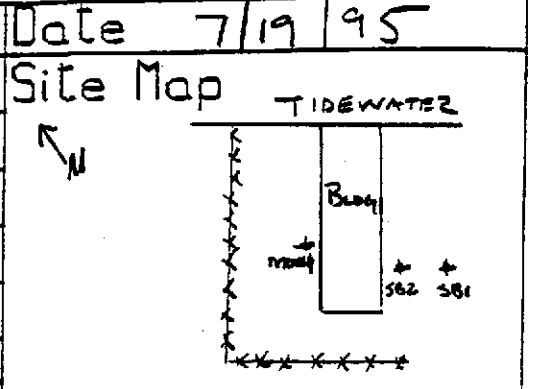 Date 7/19/95
Site Map
TIDEWATER
N
BLDG
SB2 SB1